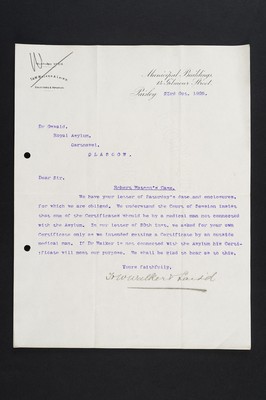 Municipal Buildings
Paisley, 23rd Oct. 1905.
Dr Oswald,
Royal Asylum,
Gartnavel,
GLASGOW.
Dear Sir,
Case.
We have your letter of yesterday's date and enclosures,
for which we are obliged. We understand the Court of Session insist
that one of the Certificates should be by a medical man not connected
with the Asylum. In our letter of 20th inst. we asked for your own
Certificate only as we intended getting a Certificate by an outside
medical man. If Dr Walker is not connected with the Asylum his Certi-
ficate will meet our purpose. We shall be glad to hear as to this.
Yours faithfully,